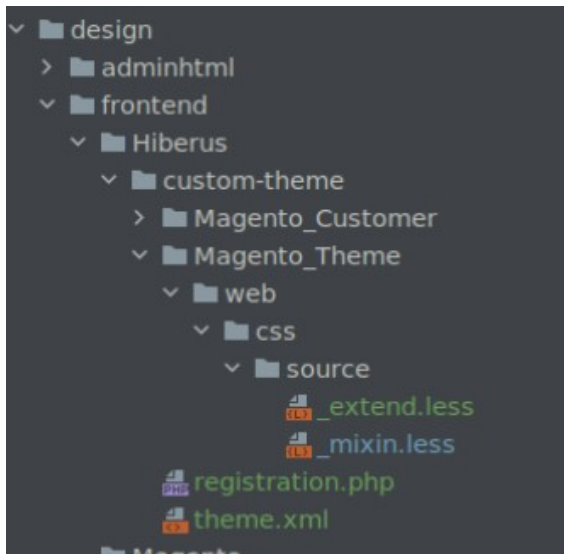 design
adminhtml
frontend
Hiberus
custom-theme
Magento_Customer
Magento_Theme
web
css
source
_extend.less
_mixin.less
registration.php
theme.xml
Magento